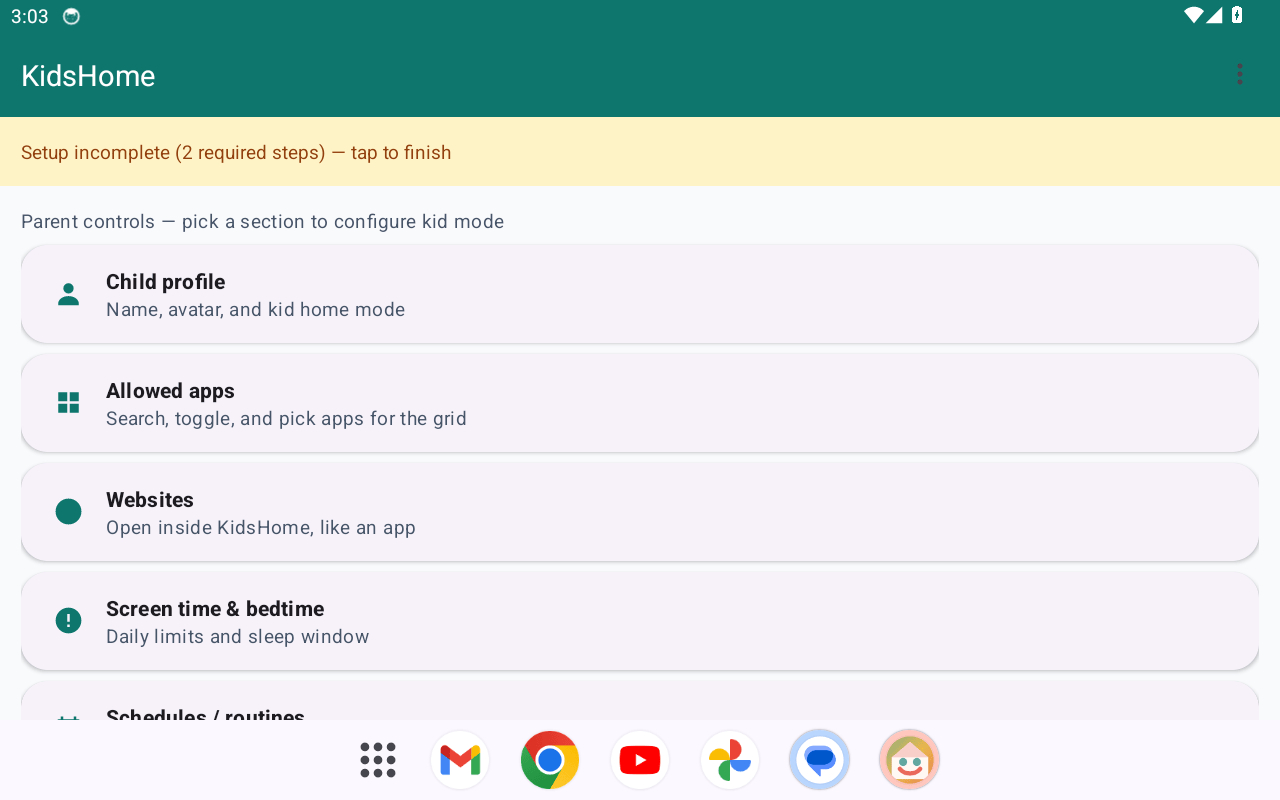 3:03
KidsHome
Setup incomplete (2 required steps) — tap to finish
Parent controls — pick a section to configure kid mode
Child profile
Name, avatar, and kid home mode
Allowed apps
Search, toggle, and pick apps for the grid
Websites
Open inside KidsHome, like an app
Screen time & bedtime
Daily limits and sleep window
Schedules / routines